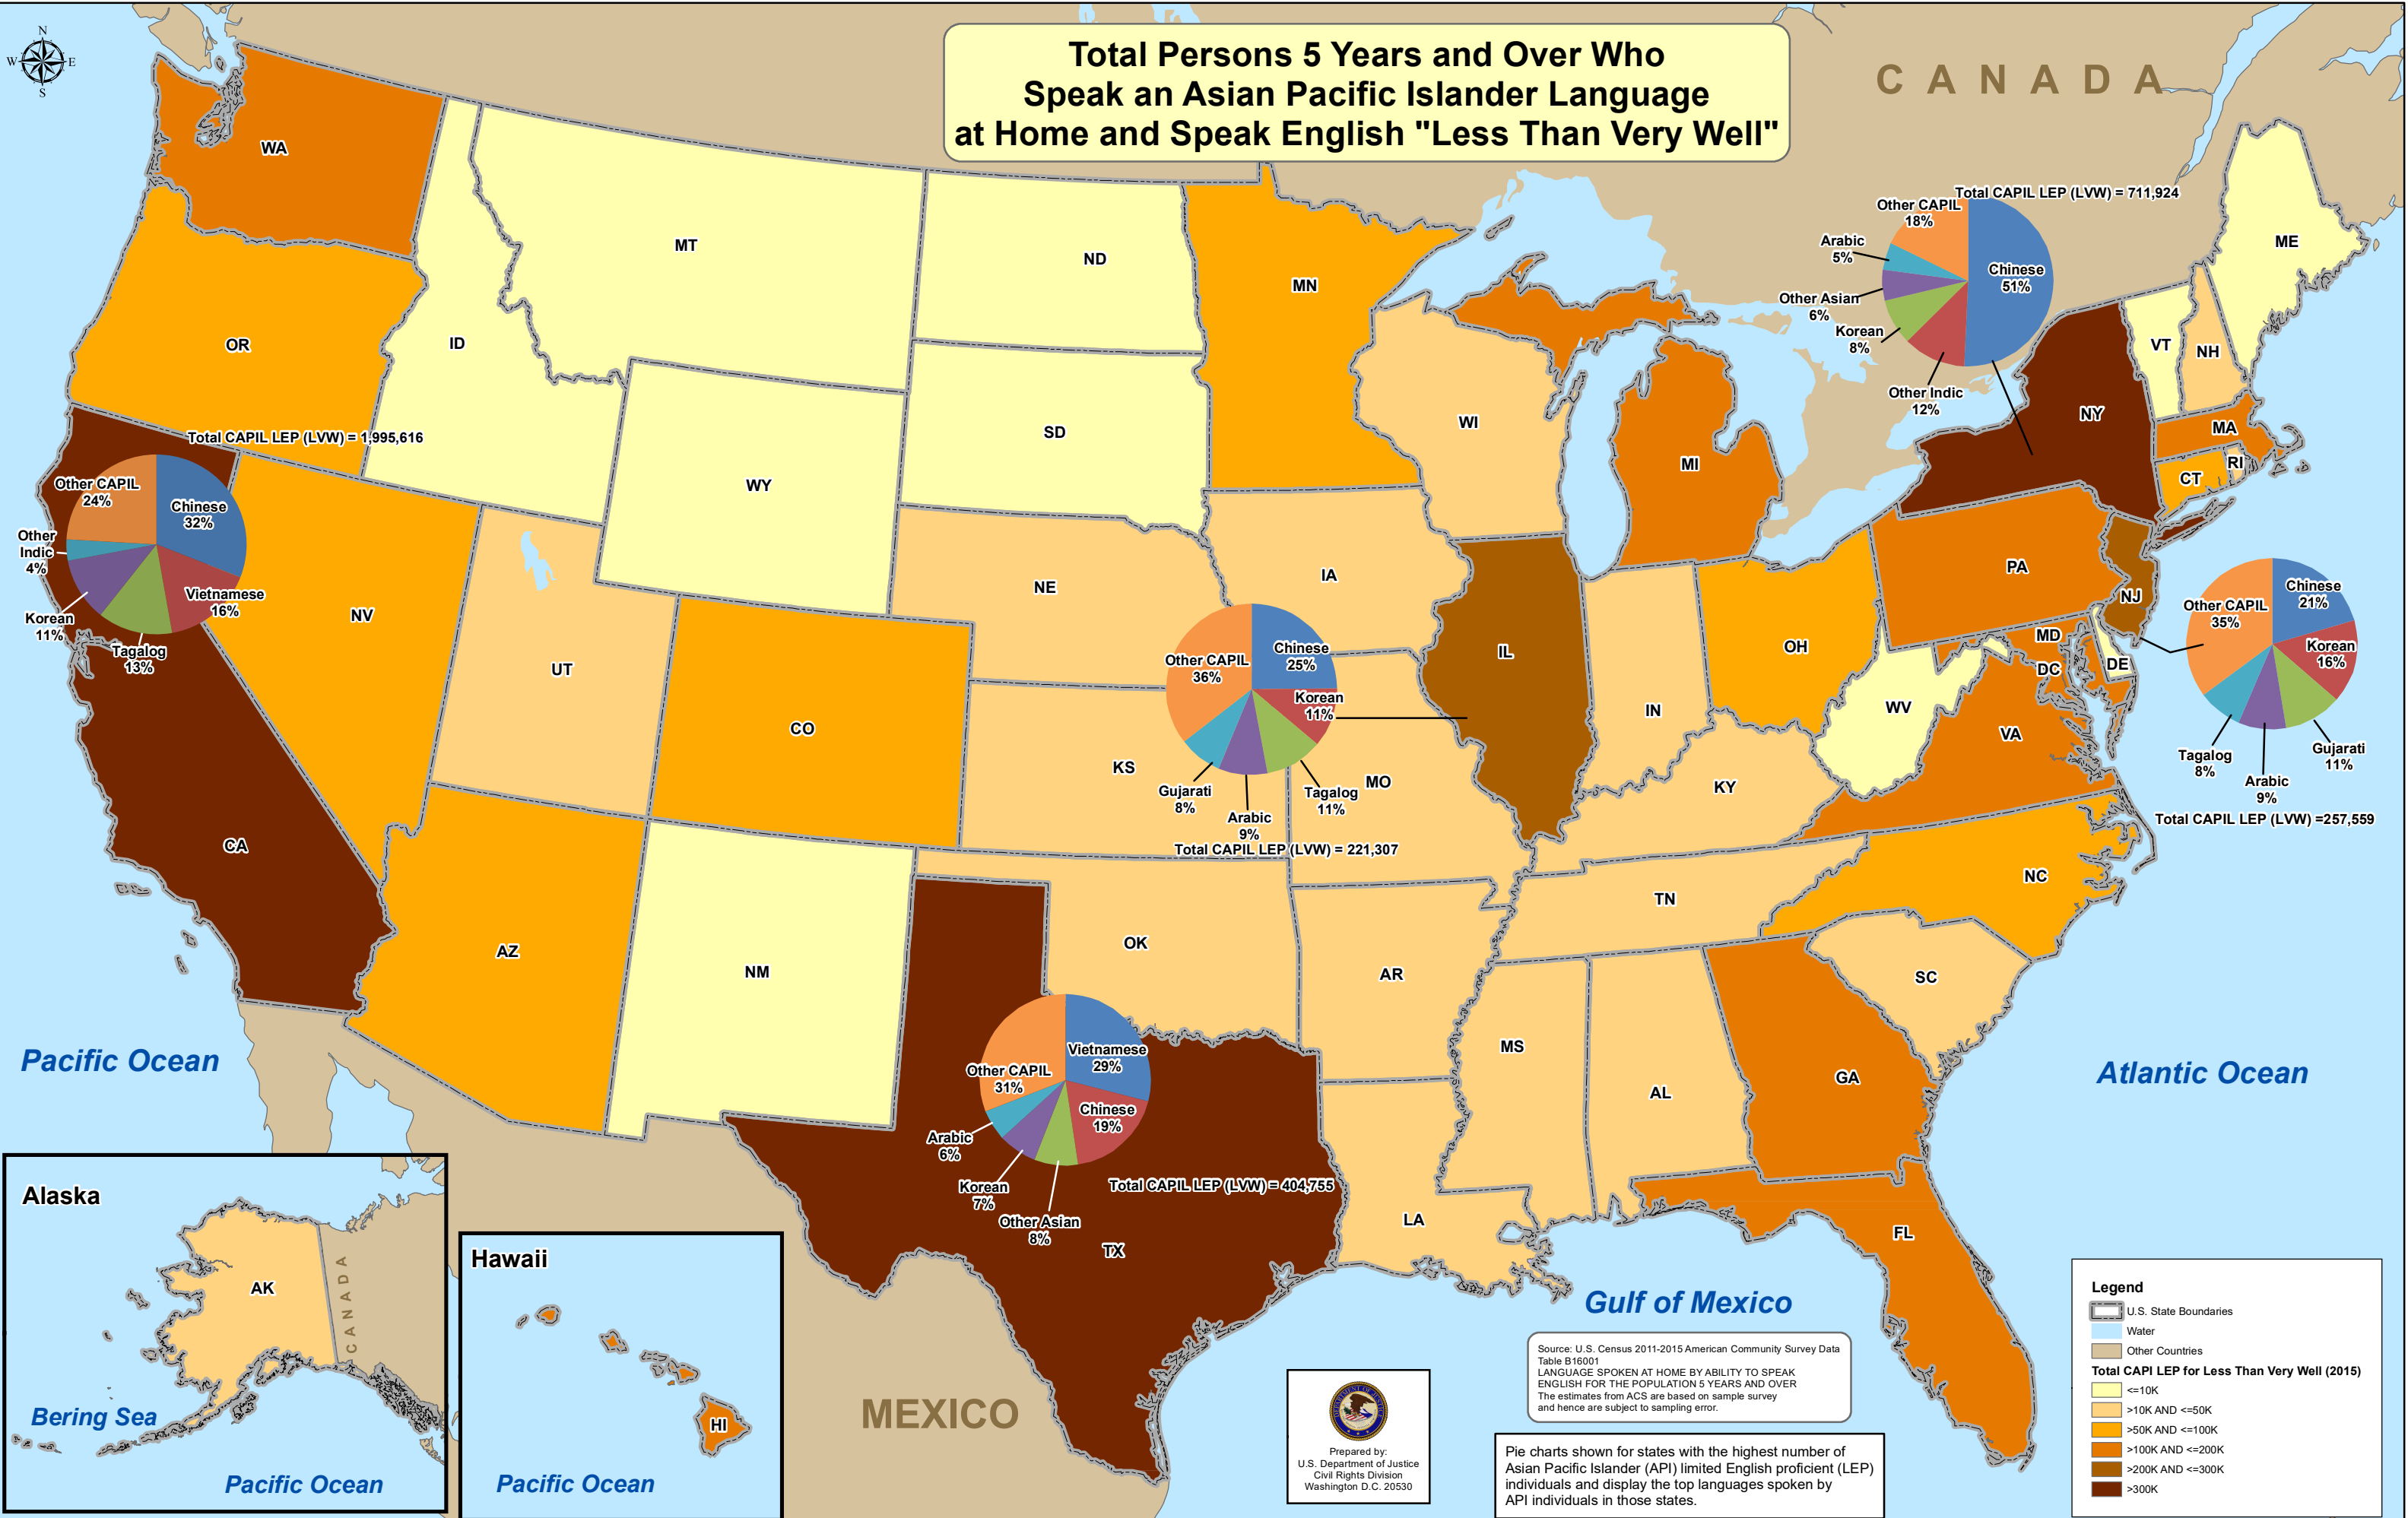 Total Persons 5 Years and Over Who
Speak an Asian Pacific Islander Language
at Home and Speak English "Less Than Very Well"
CANADA
N
W
E
S
WA
OR
ID
MT
ND
MN
SD
WY
WI
MI
ME
VT
NH
NY
MA
CT
RI
Total CAPIL LEP (LVW) = 711,924
Other CAPIL
18%
Arabic
5%
Other Asian
6%
Korean
8%
Other Indic
12%
Chinese
51%
Total CAPIL LEP (LVW) = 1,995,616
Other CAPIL
24%
Chinese
32%
Other
Indic
4%
Vietnamese
16%
Korean
11%
Tagalog
13%
NV
UT
CO
NE
IA
KS
MO
IL
IN
OH
PA
NJ
MD
DC
DE
WV
VA
KY
CA
AZ
NM
OK
AR
TN
NC
SC
MS
AL
GA
LA
FL
TX
Other CAPIL
36%
Chinese
25%
Korean
11%
Gujarati
8%
Arabic
9%
Tagalog
11%
Total CAPIL LEP (LVW) = 221,307
Other CAPIL
35%
Chinese
21%
Korean
16%
Tagalog
8%
Arabic
9%
Gujarati
11%
Total CAPIL LEP (LVW) =257,559
Other CAPIL
31%
Vietnamese
29%
Chinese
19%
Arabic
6%
Korean
7%
Other Asian
8%
Total CAPIL LEP (LVW) = 404,755
Pacific Ocean
Atlantic Ocean
Gulf of Mexico
MEXICO
Alaska
AK
CANADA
Bering Sea
Pacific Ocean
Hawaii
HI
Pacific Ocean
Prepared by:
U.S. Department of Justice
Civil Rights Division
Washington D.C. 20530
Source: U.S. Census 2011-2015 American Community Survey Data
Table B16001
LANGUAGE SPOKEN AT HOME BY ABILITY TO SPEAK
ENGLISH FOR THE POPULATION 5 YEARS AND OVER
The estimates from ACS are based on sample survey
and hence are subject to sampling error.
Pie charts shown for states with the highest number of
Asian Pacific Islander (API) limited English proficient (LEP)
individuals and display the top languages spoken by
API individuals in those states.
Legend
U.S. State Boundaries
Water
Other Countries
Total CAPI LEP for Less Than Very Well (2015)
<=10K
>10K AND <=50K
>50K AND <=100K
>100K AND <=200K
>200K AND <=300K
>300K